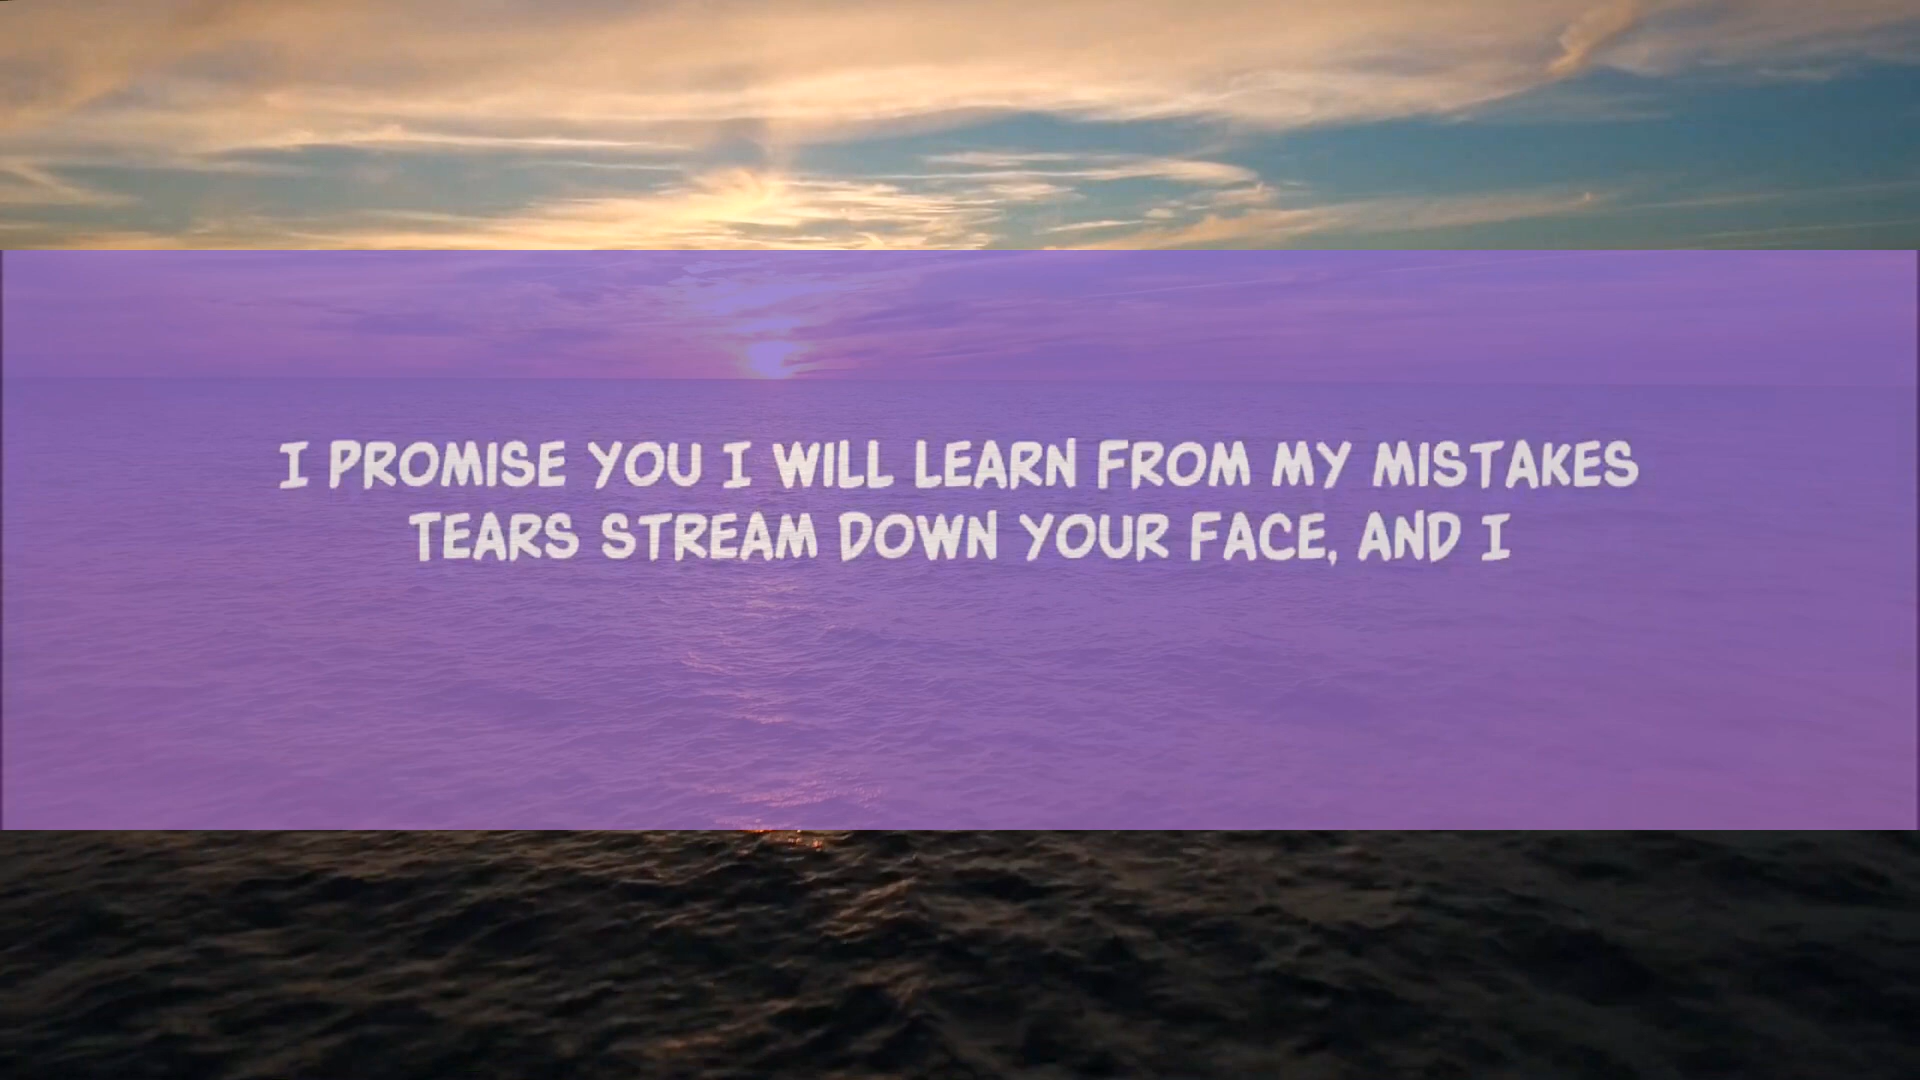 I PROMISE YOU I WILL LEARN FROM MY MISTAKES
TEARS STREAM DOWN YOUR FACE, AND I